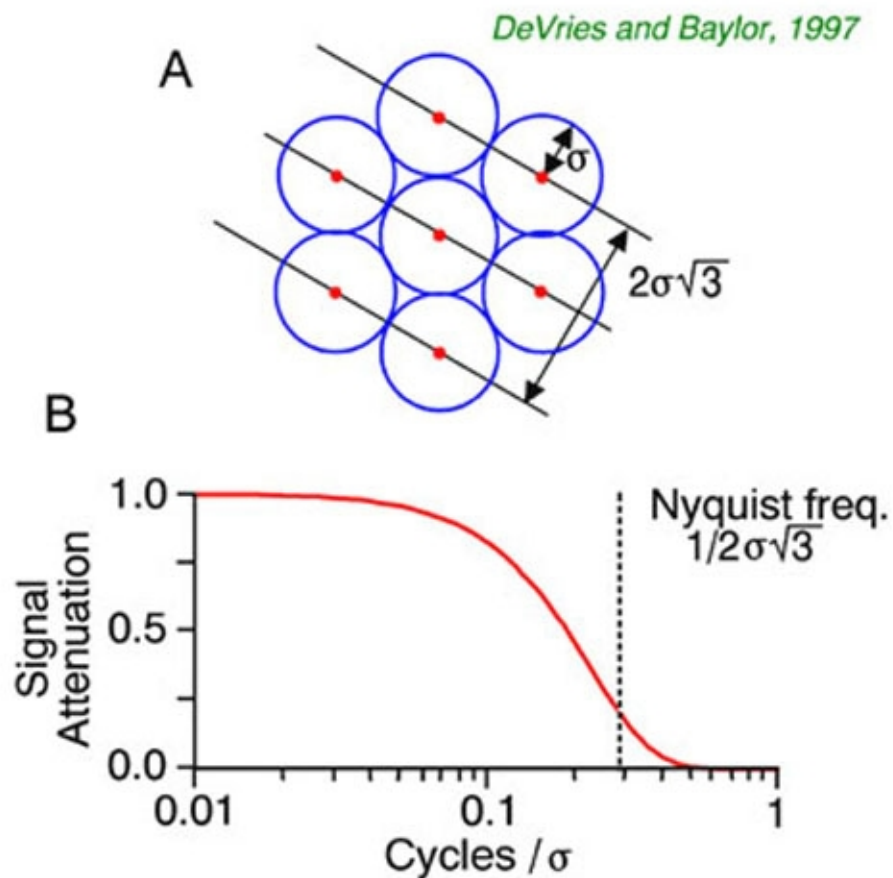 DeVries and Baylor, 1997
A
σ
2σ√3
B
1.0
Nyquist freq.
1/2σ√3
0.5
Signal
Attenuation
0.0
0.01
0.1
1
Cycles / σ